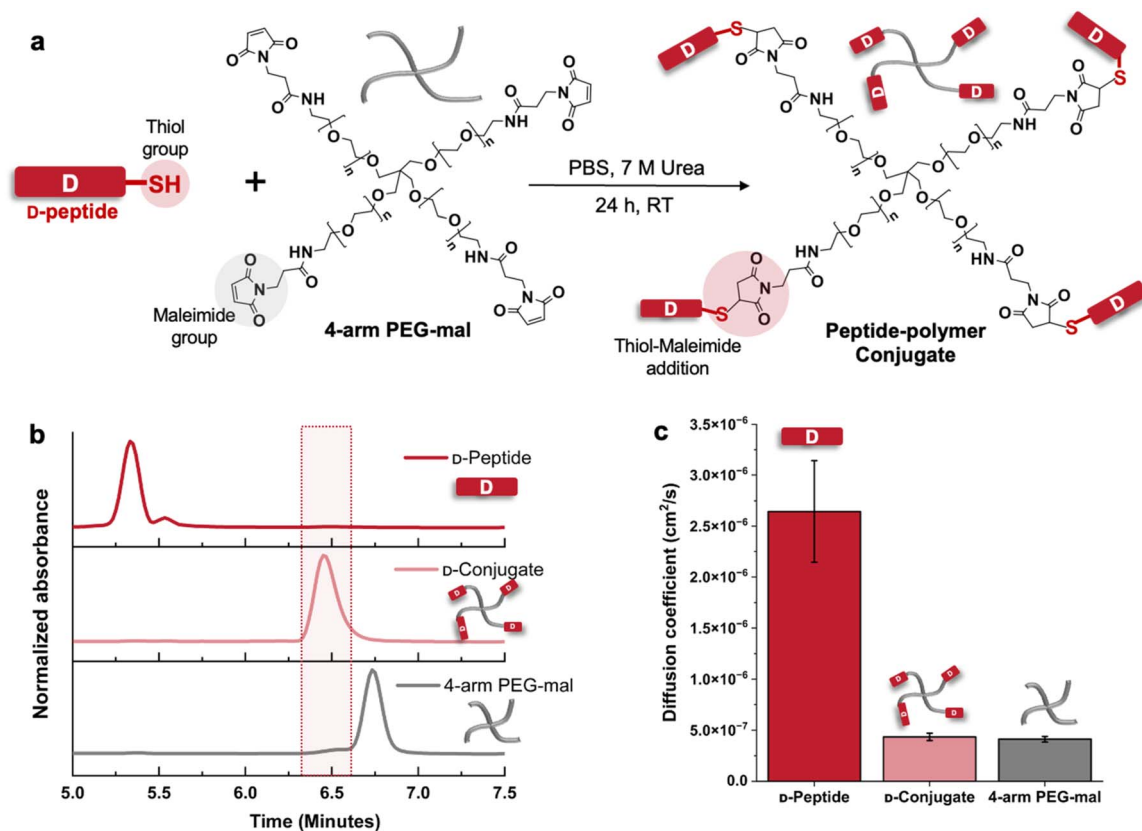 a
Thiol
group
D
SH
D-peptide
+
4-arm PEG-mal
Maleimide
group
O
O
N
O
NH
O
n
O
O
N
O
O
HN
O
n
O
O
O
O
O
n
HN
O
N
O
O
O
n
NH
O
N
O
O
PBS, 7 M Urea
24 h, RT
D
S
O
N
O
O
NH
O
n
O
D
D
D
D
D
S
O
N
O
O
HN
O
n
O
O
O
O
O
n
HN
O
N
O
O
S
D
O
n
NH
O
N
O
O
S
D
Thiol-Maleimide
addition
Peptide-polymer
Conjugate
b
Normalized absorbance
D-Peptide
D
D-Conjugate
D
D
D
D
4-arm PEG-mal
5.0 5.5 6.0 6.5 7.0 7.5
Time (Minutes)
c
Diffusion coefficient (cm²/s)
3.5×10⁻⁶
3.0×10⁻⁶
2.5×10⁻⁶
2.0×10⁻⁶
1.5×10⁻⁶
1.0×10⁻⁶
5.0×10⁻⁷
0.0
D
D
D
D
D
D-Peptide D-Conjugate 4-arm PEG-mal